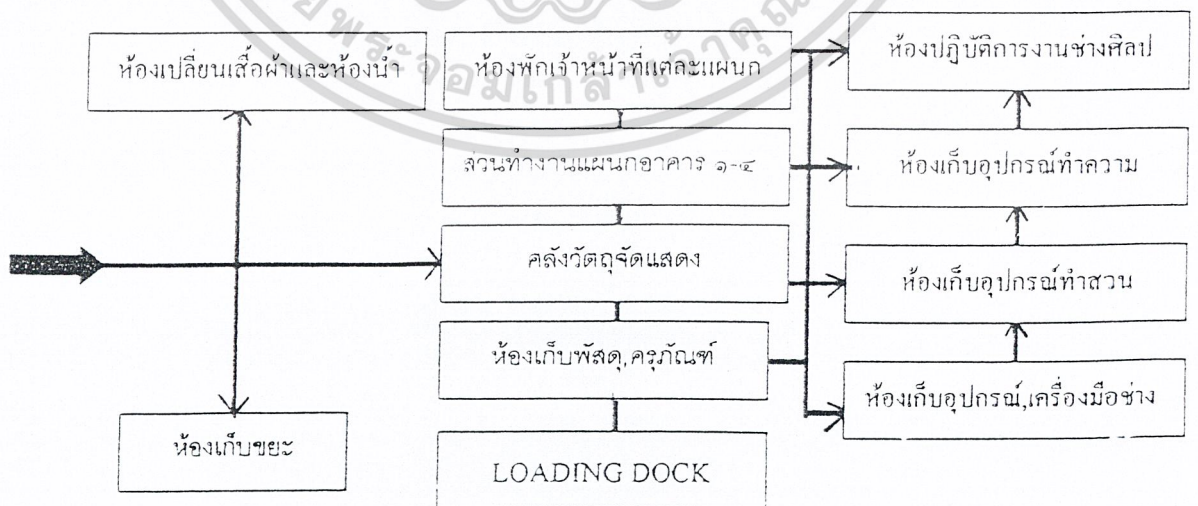 ห้องเปลี่ยนเสื้อผ้าและห้องน้ำ
ห้องพักเจ้าหน้าที่แต่ละแผนก
ห้องปฏิบัติการงานช่างศิลป
ส่วนทำงานแผนกอาคาร ๑-๔
ห้องเก็บอุปกรณ์ทำความ
คลังวัตถุจัดแสดง
ห้องเก็บอุปกรณ์ทำสวน
ห้องเก็บพัสดุ,ครุภัณฑ์
ห้องเก็บอุปกรณ์,เครื่องมือช่าง
ห้องเก็บขยะ
LOADING DOCK